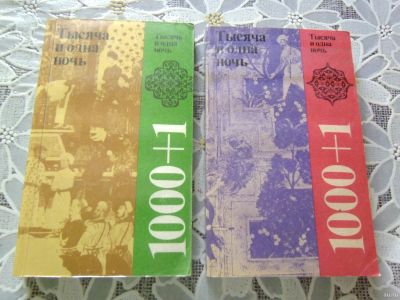 Тысяча
и одна
ночь
Тысяча
и одна
ночь
1000+1
Тысяча
и одна
ночь
Тысяча
и одна
ночь
1000+1